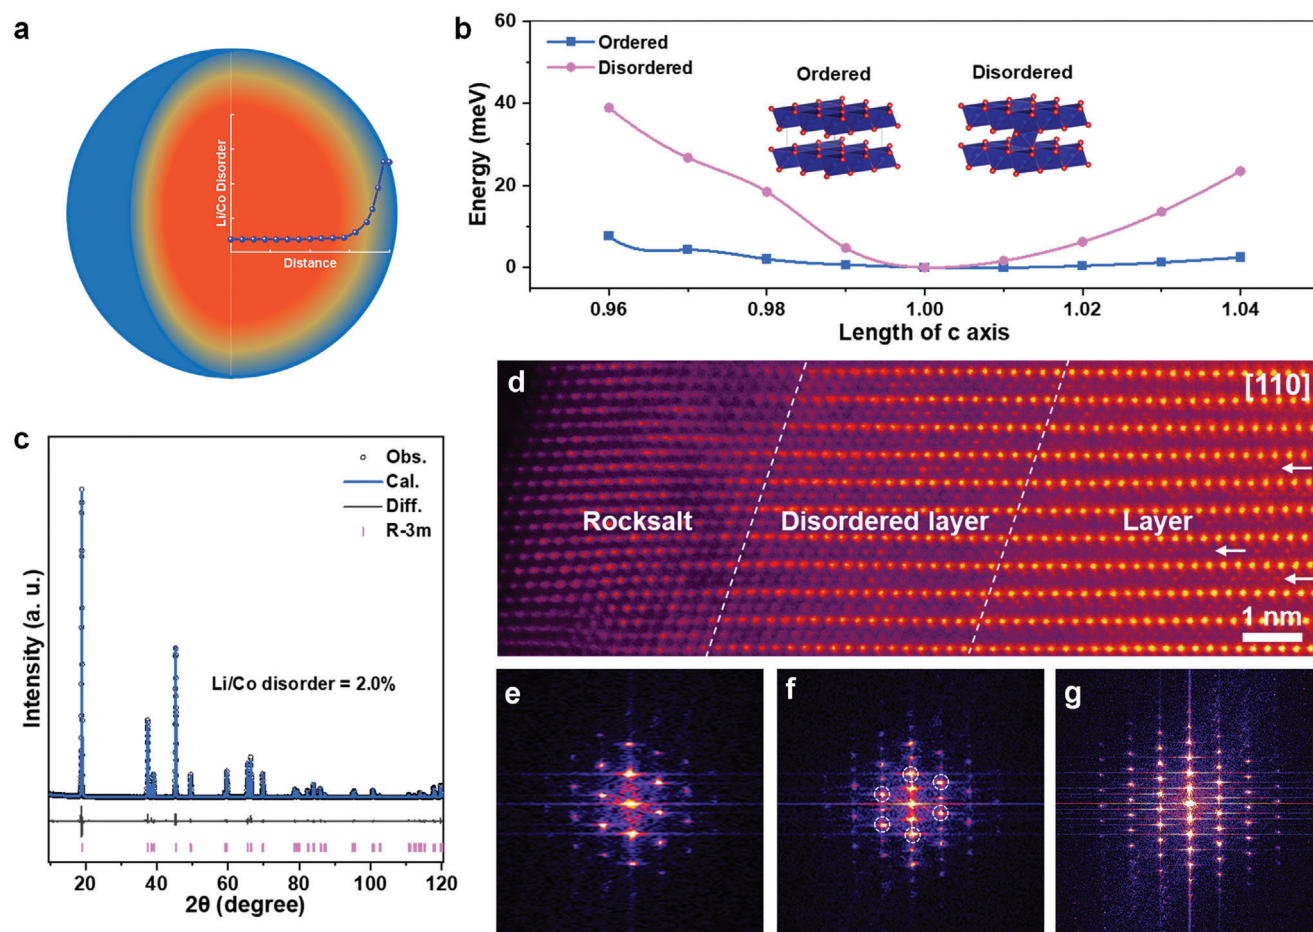 a
Li/Co Disorder
Distance
b
Ordered
Disordered
Ordered
Disordered
Energy (meV)
60
40
20
0
0.96
0.98
1.00
1.02
1.04
Length of c axis
c
Obs.
Cal.
Diff.
R-3m
Li/Co disorder = 2.0%
Intensity (a. u.)
20
40
60
80
100
120
2θ (degree)
d
[110]
Rocksalt
Disordered layer
Layer
1 nm
e
f
g